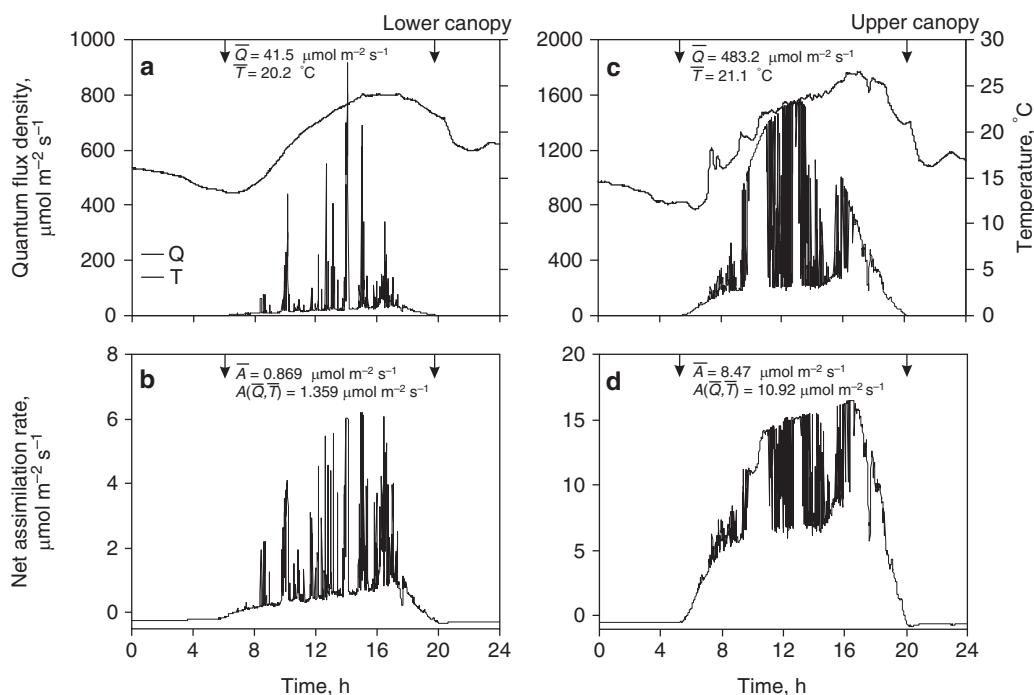 Lower canopy
Upper canopy
a
Q̅ = 41.5 μmol m⁻² s⁻¹
T̅ = 20.2 °C
1000
800
600
400
200
0
Quantum flux density,
μmol m⁻² s⁻¹
Q
T
c
Q̅ = 483.2 μmol m⁻² s⁻¹
T̅ = 21.1 °C
2000
1600
1200
800
400
0
30
25
20
15
10
5
0
Temperature, °C
b
A̅ = 0.869 μmol m⁻² s⁻¹
A(Q̅,T̅) = 1.359 μmol m⁻² s⁻¹
8
6
4
2
0
Net assimilation rate,
μmol m⁻² s⁻¹
0 4 8 12 16 20 24
Time, h
d
A̅ = 8.47 μmol m⁻² s⁻¹
A(Q̅,T̅) = 10.92 μmol m⁻² s⁻¹
20
15
10
5
0
0 4 8 12 16 20 24
Time, h